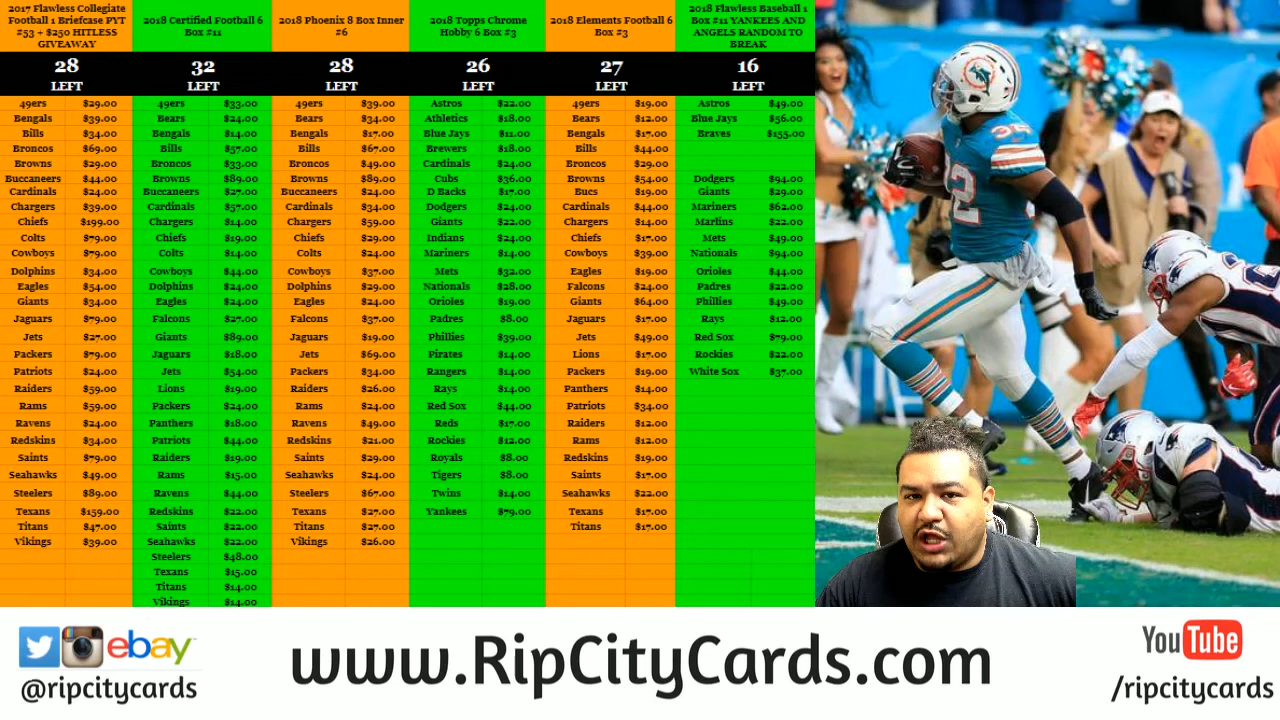 2017 Flawless Collegiate
Football 1 Briefcase PYT
#53 + $250 HITLESS
GIVEAWAY
28
LEFT
49ers $29.00
Bengals $39.00
Bills $34.00
Broncos $69.00
Browns $29.00
Buccaneers $44.00
Cardinals $24.00
Chargers $39.00
Chiefs $199.00
Colts $79.00
Cowboys $79.00
Dolphins $34.00
Eagles $54.00
Giants $34.00
Jaguars $79.00
Jets $27.00
Packers $79.00
Patriots $24.00
Raiders $59.00
Rams $59.00
Ravens $24.00
Redskins $34.00
Saints $79.00
Seahawks $49.00
Steelers $89.00
Texans $159.00
Titans $47.00
Vikings $39.00
2018 Certified Football 6
Box #11
32
LEFT
49ers $33.00
Bears $24.00
Bengals $14.00
Bills $57.00
Broncos $33.00
Browns $89.00
Buccaneers $27.00
Cardinals $57.00
Chargers $14.00
Chiefs $19.00
Colts $14.00
Cowboys $44.00
Dolphins $24.00
Eagles $24.00
Falcons $27.00
Giants $89.00
Jaguars $18.00
Jets $54.00
Lions $19.00
Packers $24.00
Panthers $18.00
Patriots $44.00
Raiders $19.00
Rams $15.00
Ravens $44.00
Redskins $22.00
Saints $22.00
Seahawks $22.00
Steelers $48.00
Texans $15.00
Titans $14.00
Vikings $14.00
2018 Phoenix 8 Box Inner
#6
28
LEFT
49ers $39.00
Bears $34.00
Bengals $17.00
Bills $67.00
Broncos $49.00
Browns $89.00
Buccaneers $24.00
Cardinals $34.00
Chargers $59.00
Chiefs $29.00
Colts $24.00
Cowboys $37.00
Dolphins $29.00
Eagles $24.00
Falcons $37.00
Jaguars $19.00
Jets $69.00
Packers $34.00
Raiders $26.00
Rams $24.00
Ravens $49.00
Redskins $21.00
Saints $29.00
Seahawks $24.00
Steelers $67.00
Texans $27.00
Titans $27.00
Vikings $26.00
2018 Topps Chrome
Hobby 6 Box #3
26
LEFT
Astros $22.00
Athletics $18.00
Blue Jays $11.00
Brewers $18.00
Cardinals $24.00
Cubs $36.00
D Backs $17.00
Dodgers $24.00
Giants $22.00
Indians $24.00
Mariners $14.00
Mets $32.00
Nationals $28.00
Orioles $19.00
Padres $8.00
Phillies $39.00
Pirates $14.00
Rangers $14.00
Rays $14.00
Red Sox $44.00
Reds $17.00
Rockies $12.00
Royals $8.00
Tigers $8.00
Twins $14.00
Yankees $79.00
2018 Elements Football 6
Box #3
27
LEFT
49ers $19.00
Bears $12.00
Bengals $17.00
Bills $44.00
Broncos $29.00
Browns $54.00
Bucs $19.00
Cardinals $44.00
Chargers $14.00
Chiefs $17.00
Cowboys $39.00
Eagles $19.00
Falcons $24.00
Giants $64.00
Jaguars $17.00
Jets $49.00
Lions $17.00
Packers $19.00
Panthers $14.00
Patriots $34.00
Raiders $12.00
Rams $12.00
Redskins $19.00
Saints $17.00
Seahawks $22.00
Texans $17.00
Titans $17.00
2018 Flawless Baseball 1
Box #11 YANKEES AND
ANGELS RANDOM TO
BREAK
16
LEFT
Astros $49.00
Blue Jays $56.00
Braves $155.00
Dodgers $94.00
Giants $29.00
Mariners $62.00
Marlins $22.00
Mets $49.00
Nationals $94.00
Orioles $44.00
Padres $22.00
Phillies $49.00
Rays $12.00
Red Sox $79.00
Rockies $22.00
White Sox $37.00
32
ebay
@ripcitycards
www.RipCityCards.com
YouTube
/ripcitycards